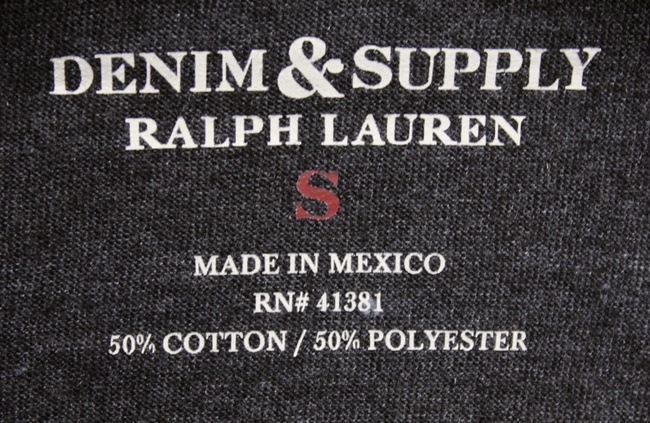 DENIM & SUPPLY
RALPH LAUREN
S
MADE IN MEXICO
RN# 41381
50% COTTON / 50% POLYESTER